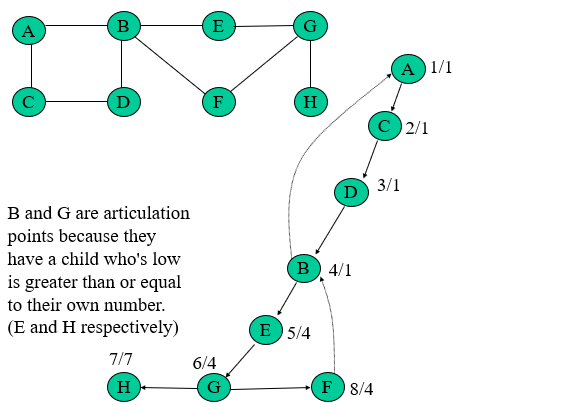 A B E G
C D F H
A 1/1
C 2/1
D 3/1
B and G are articulation
points because they
have a child who's low
is greater than or equal
to their own number.
(E and H respectively)
B 4/1
E 5/4
7/7 6/4
H G F 8/4